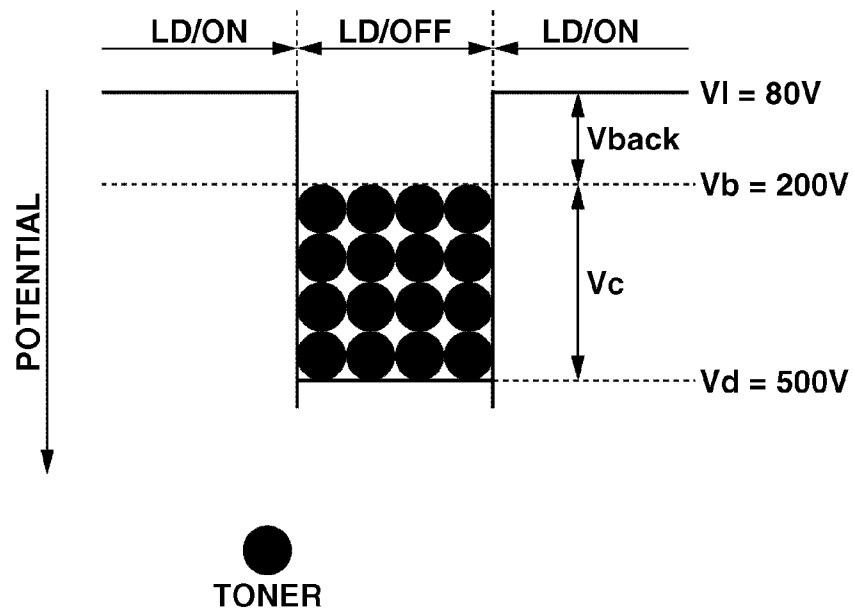 LD/ON LD/OFF LD/ON
Vl = 80V
Vback
Vb = 200V
Vc
Vd = 500V
POTENTIAL
TONER